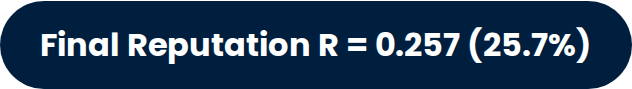 Final Reputation R = 0.257 (25.7%)